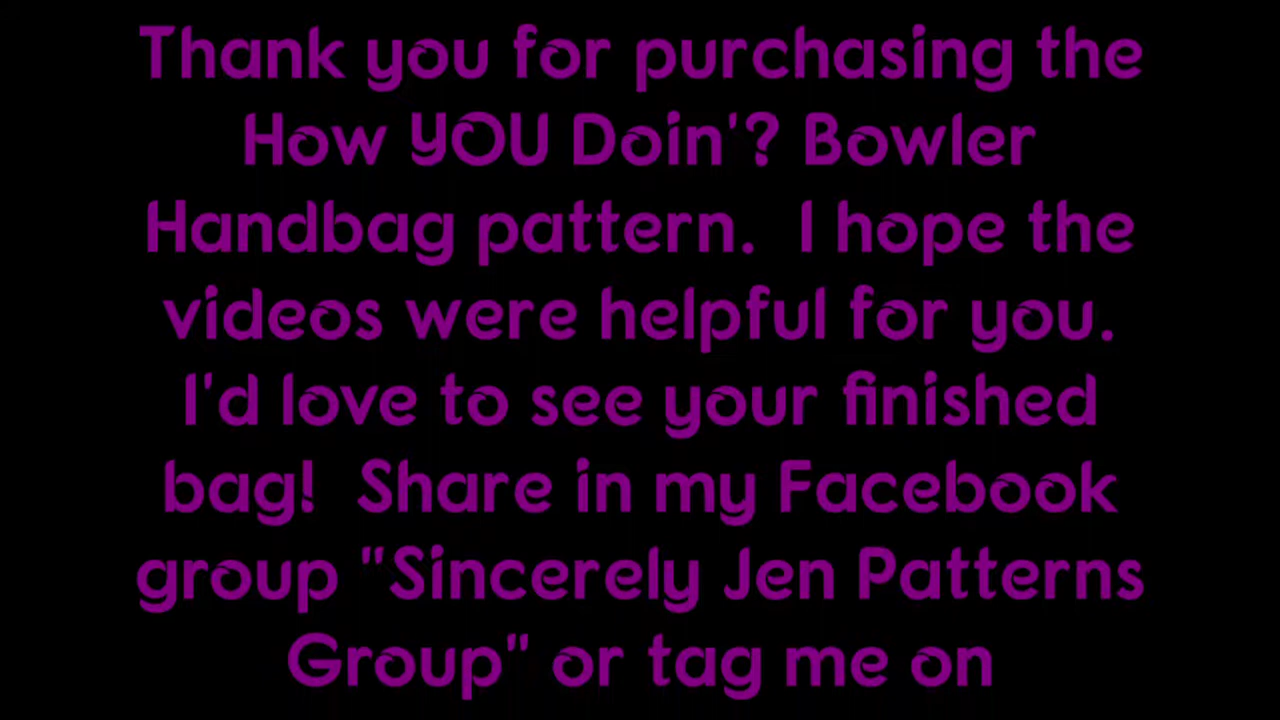 Thank you for purchasing the
How YOU Doin'? Bowler
Handbag pattern.  I hope the
videos were helpful for you.
I'd love to see your finished
bag!  Share in my Facebook
group "Sincerely Jen Patterns
Group" or tag me on